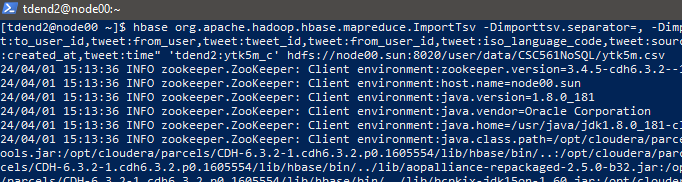 tdend2@node00:~
[tdend2@node00 ~]$ hbase org.apache.hadoop.hbase.mapreduce.ImportTsv -Dimporttsv.separator=, -Dimp
t:to_user_id,tweet:from_user,tweet:tweet_id,tweet:from_user_id,tweet:iso_language_code,tweet:source
:created_at,tweet:time" 'tdend2:ytk5m_c' hdfs://node00.sun:8020/user/data/CSC561NoSQL/ytk5m.csv
24/04/01 15:13:36 INFO zookeeper.ZooKeeper: Client environment:zookeeper.version=3.4.5-cdh6.3.2--1
24/04/01 15:13:36 INFO zookeeper.ZooKeeper: Client environment:host.name=node00.sun
24/04/01 15:13:36 INFO zookeeper.ZooKeeper: Client environment:java.version=1.8.0_181
24/04/01 15:13:36 INFO zookeeper.ZooKeeper: Client environment:java.vendor=Oracle Corporation
24/04/01 15:13:36 INFO zookeeper.ZooKeeper: Client environment:java.home=/usr/java/jdk1.8.0_181-cl
24/04/01 15:13:36 INFO zookeeper.ZooKeeper: Client environment:java.class.path=/opt/cloudera/parcel
ools.jar:/opt/cloudera/parcels/CDH-6.3.2-1.cdh6.3.2.p0.1605554/lib/hbase/bin/..:/opt/cloudera/parce
CDH-6.3.2-1.cdh6.3.2.p0.1605554/lib/hbase/bin/../lib/aopalliance-repackaged-2.5.0-b32.jar:/op
/parcels/CDH-6.3.2-1.cdh6.3.2.p0.1605554/lib/hbase/bin/../lib/bcpkix-jdk15on-1.60.jar:/opt/